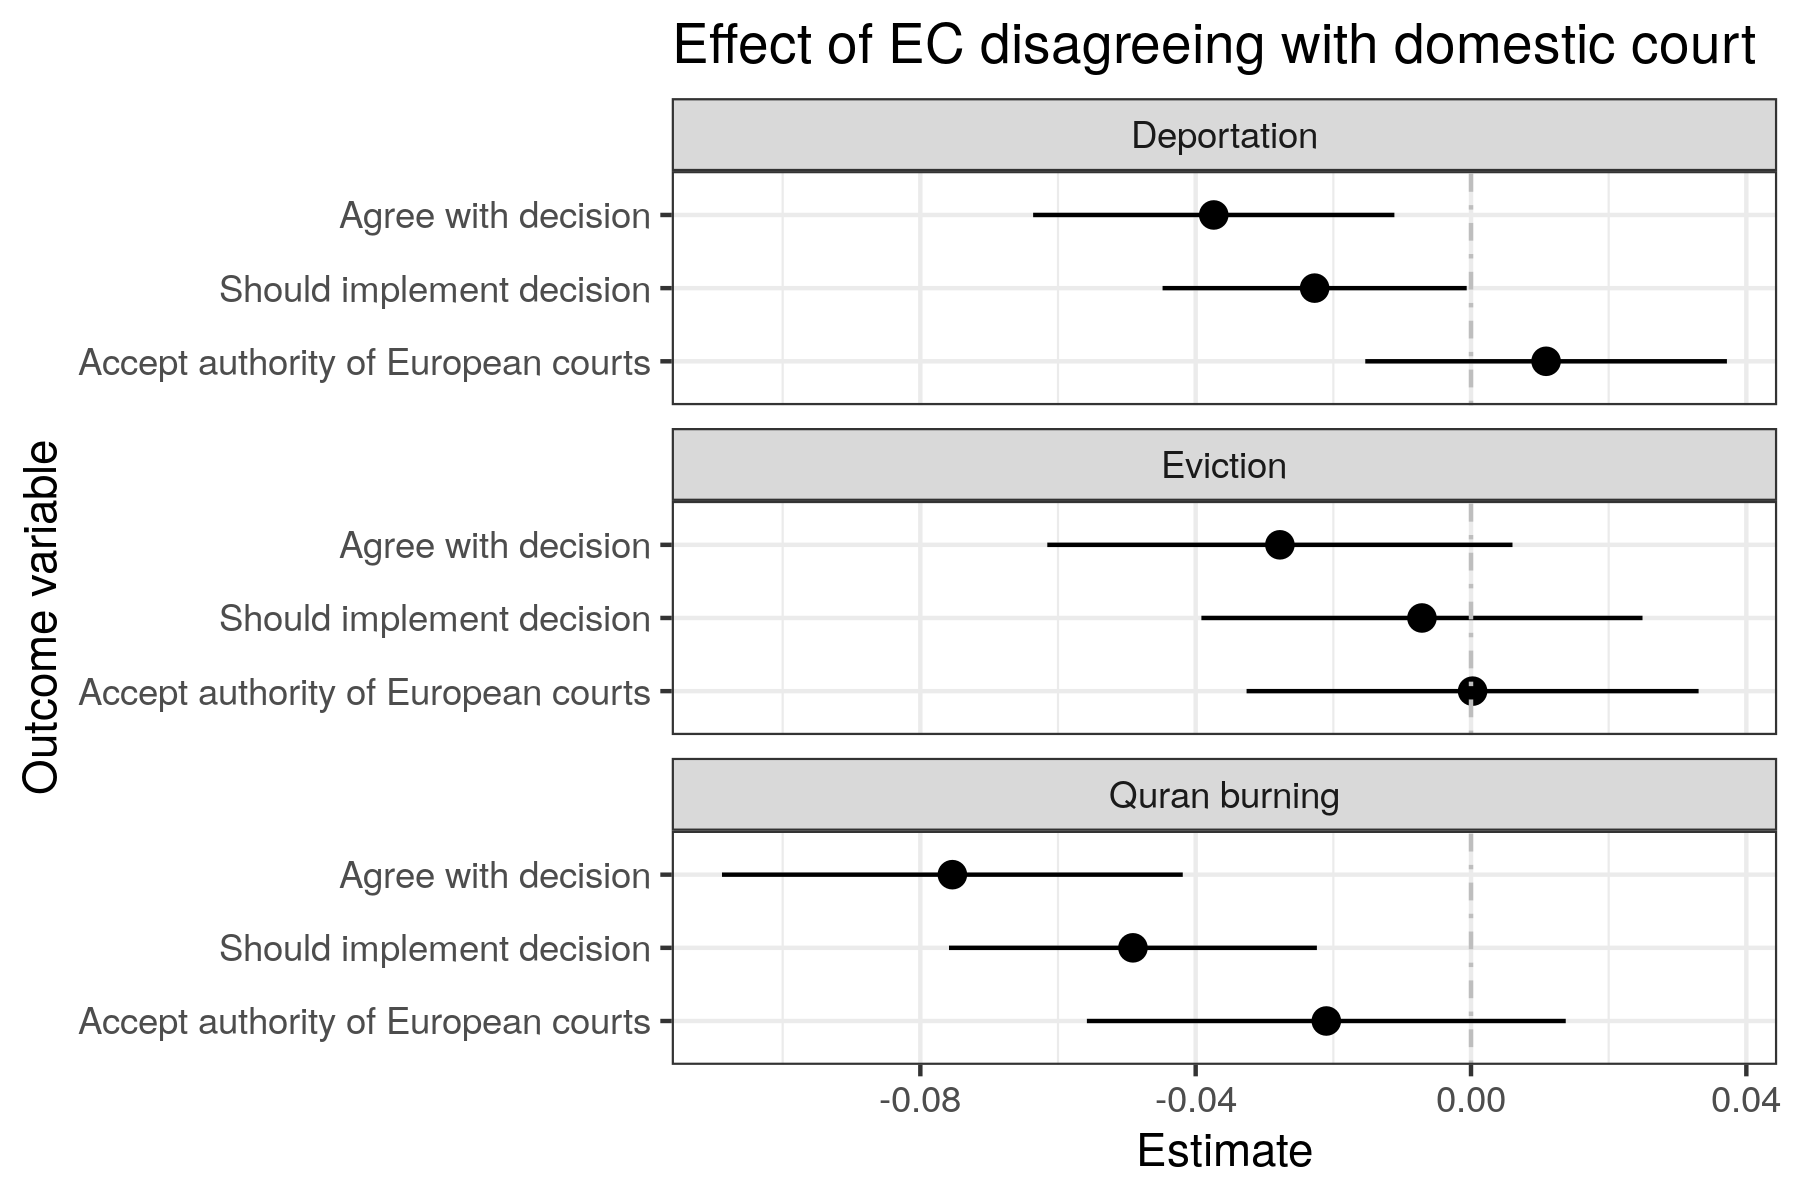 Effect of EC disagreeing with domestic court
Deportation
Agree with decision
Should implement decision
Accept authority of European courts
Eviction
Agree with decision
Should implement decision
Accept authority of European courts
Quran burning
Agree with decision
Should implement decision
Accept authority of European courts
Outcome variable
-0.08 -0.04 0.00 0.04
Estimate